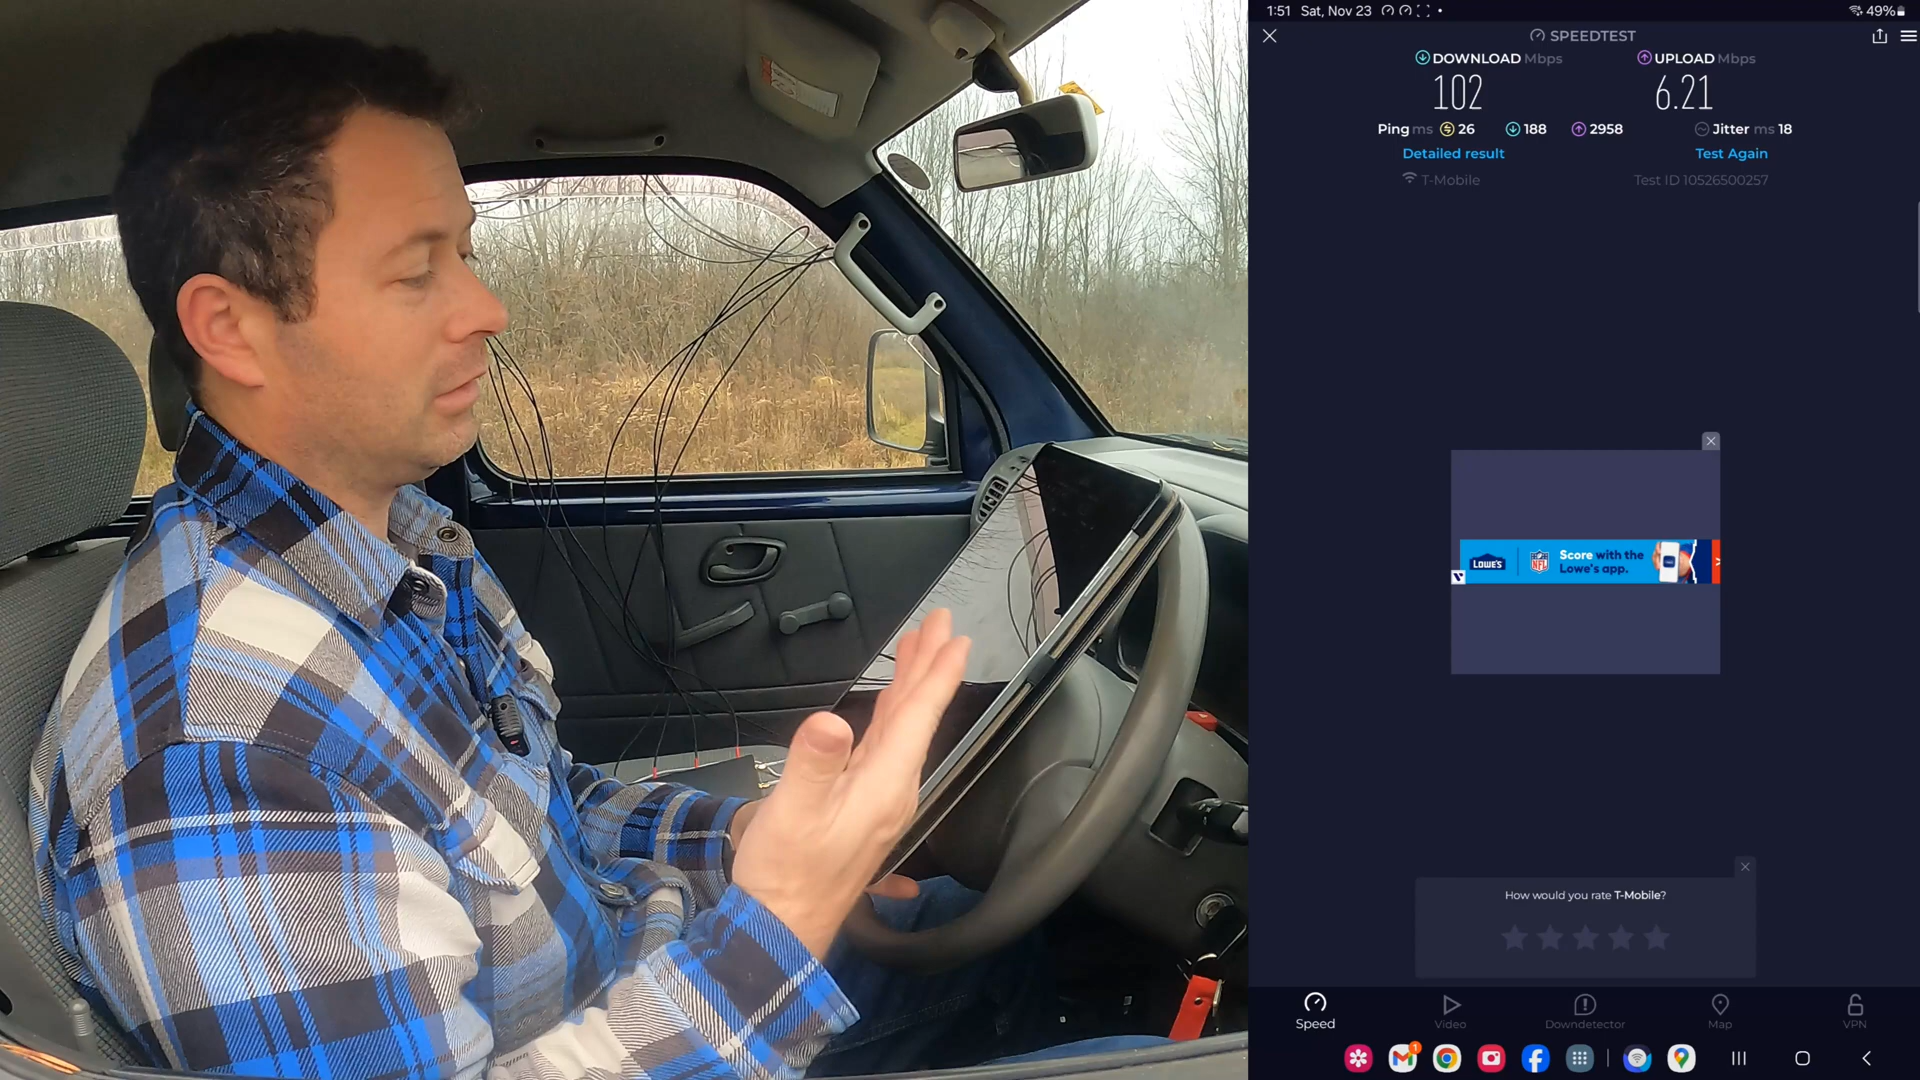 1:51 Sat, Nov 23
49%
SPEEDTEST
DOWNLOAD Mbps
UPLOAD Mbps
102
6.21
Ping ms 26 188 2958
Jitter ms 18
Detailed result
Test Again
T-Mobile
Test ID 10526500257
LOWE'S
NFL
Score with the
Lowe's app.
How would you rate T-Mobile?
Speed
Video
Downdetector
Map
VPN
1